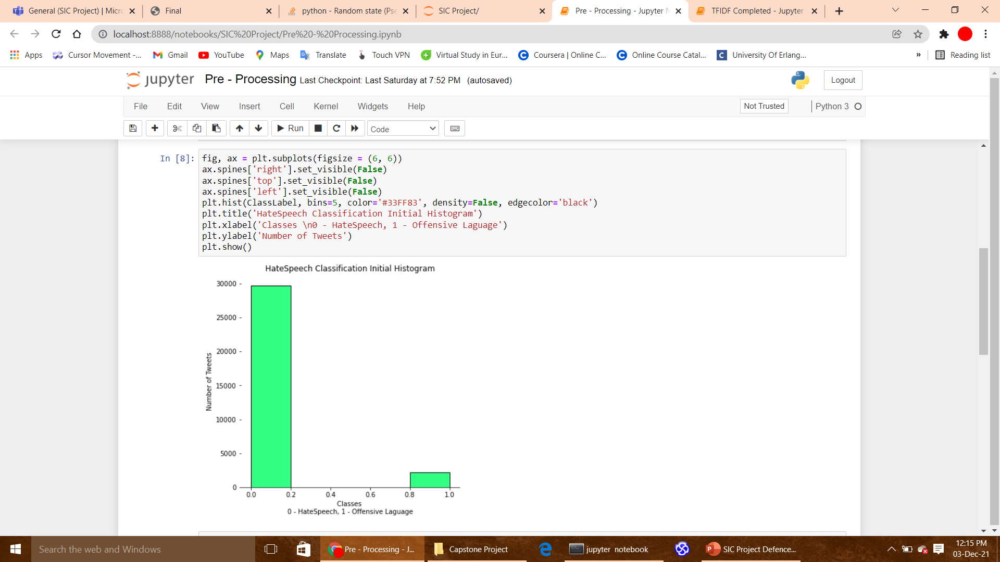 General (SIC Project) | Micro
Final
python - Random state (Pse
SIC Project/
Pre - Processing - Jupyter N
TFIDF Completed - Jupyter
localhost:8888/notebooks/SIC%20Project/Pre%20-%20Processing.ipynb
Apps
Cursor Movement -...
Gmail
YouTube
Maps
Translate
Touch VPN
Virtual Study in Eur...
Coursera | Online C...
Online Course Catal...
University Of Erlang...
»
Reading list
jupyter Pre - Processing Last Checkpoint: Last Saturday at 7:52 PM (autosaved)
Logout
File Edit View Insert Cell Kernel Widgets Help
Not Trusted
Python 3
Run
Code
In [8]:
fig, ax = plt.subplots(figsize = (6, 6))
ax.spines['right'].set_visible(False)
ax.spines['top'].set_visible(False)
ax.spines['left'].set_visible(False)
plt.hist(ClassLabel, bins=5, color='#33FF83', density=False, edgecolor='black')
plt.title('HateSpeech Classification Initial Histogram')
plt.xlabel('Classes \n0 - HateSpeech, 1 - Offensive Laguage')
plt.ylabel('Number of Tweets')
plt.show()
HateSpeech Classification Initial Histogram
30000
25000
20000
15000
10000
5000
0
Number of Tweets
0.0 0.2 0.4 0.6 0.8 1.0
Classes
0 - HateSpeech, 1 - Offensive Laguage
Search the web and Windows
Pre - Processing - J...
Capstone Project
jupyter notebook
SIC Project Defence...
12:15 PM
03-Dec-21